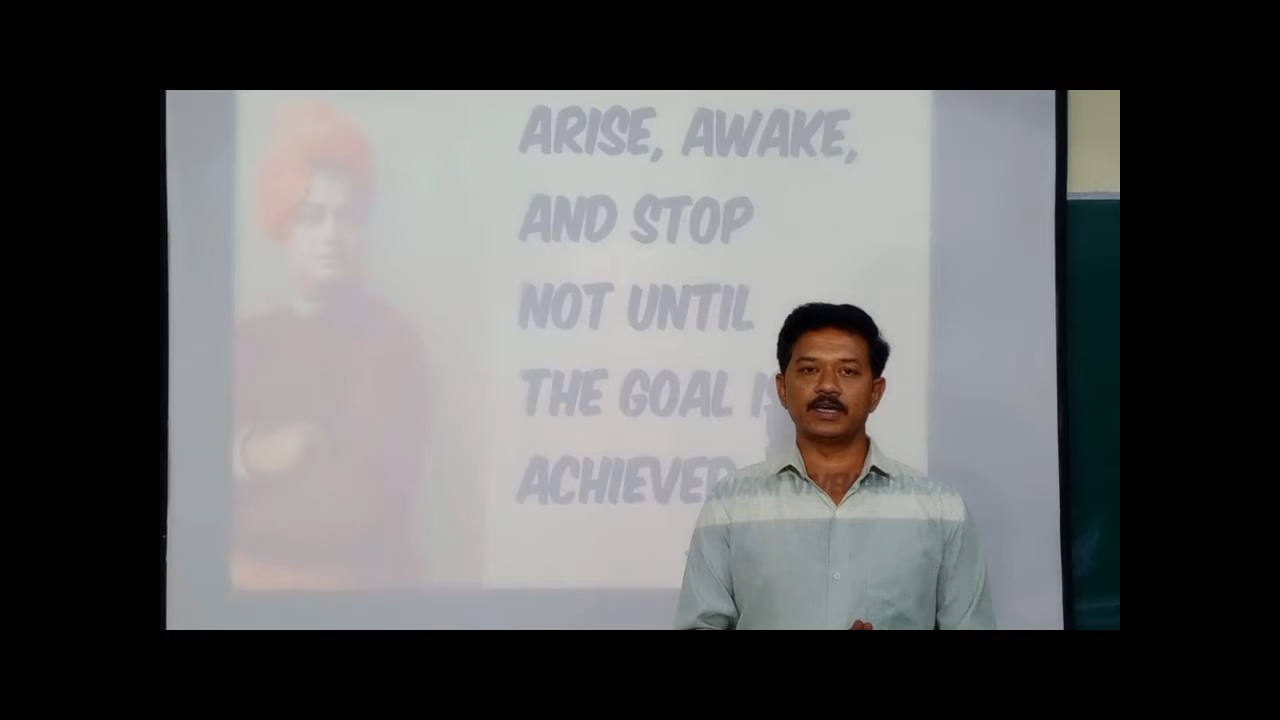 ARISE, AWAKE,
AND STOP
NOT UNTIL
THE GOAL IS
ACHIEVED